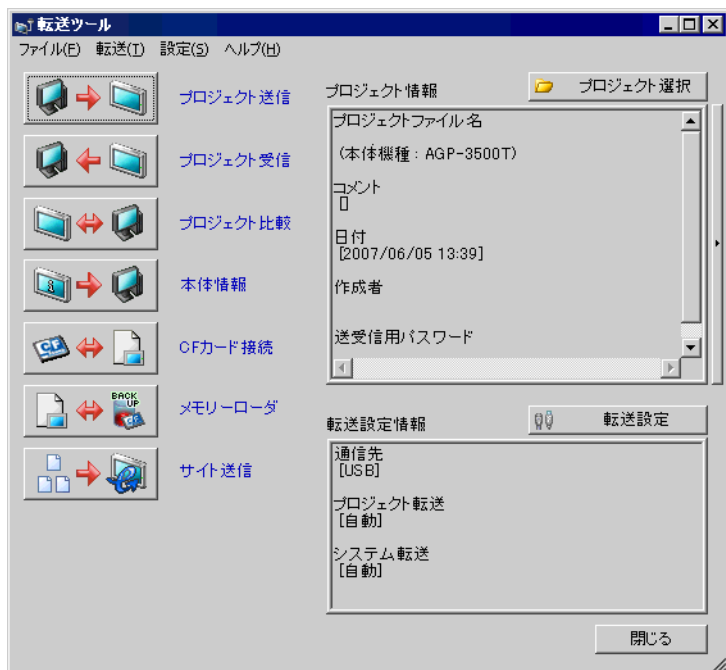 転送ツール
ファイル(F) 転送(T) 設定(S) ヘルプ(H)
プロジェクト送信
プロジェクト受信
プロジェクト比較
本体情報
CFカード接続
BACK
UP
メモリーローダ
サイト送信
プロジェクト情報
プロジェクト選択
プロジェクトファイル名
(本体機種 : AGP-3500T)
コメント
[]
日付
[2007/06/05 13:39]
作成者
送受信用パスワード
転送設定情報
転送設定
通信先
[USB]
プロジェクト転送
[自動]
システム転送
[自動]
閉じる